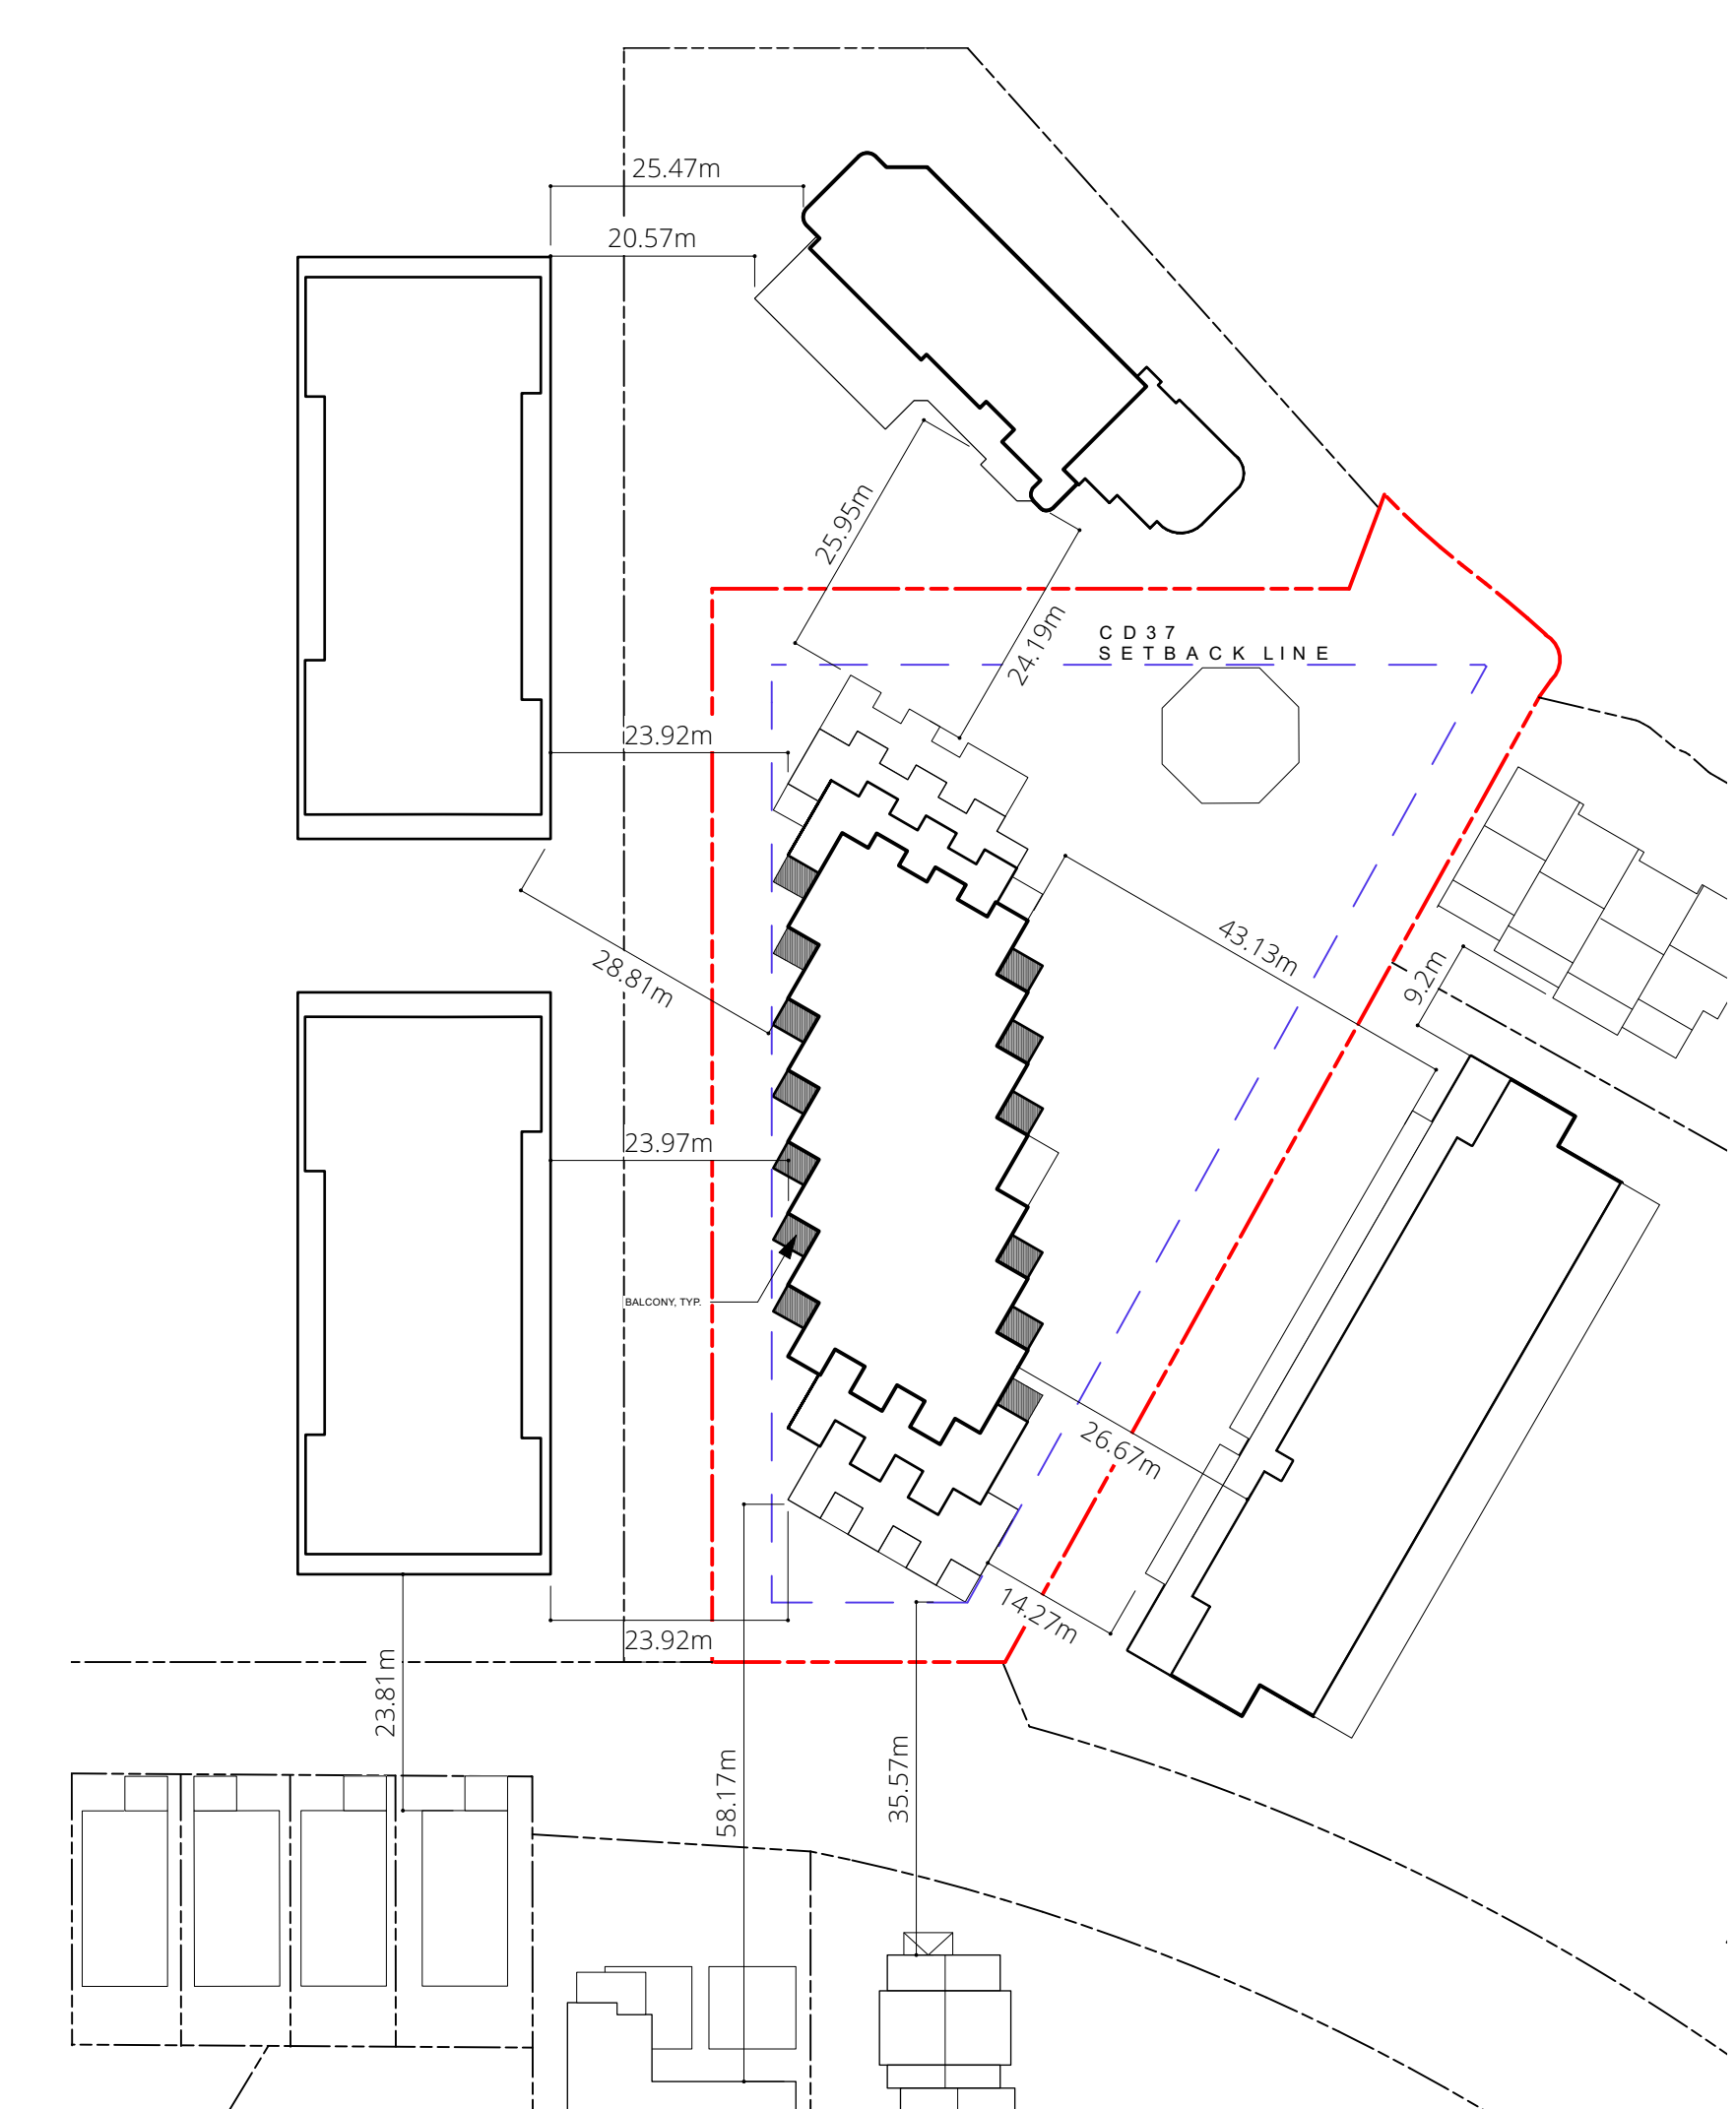 25.47m
20.57m
25.95m
24.19m
CD37
SETBACK LINE
23.92m
43.13m
9.2m
28.81m
23.97m
BALCONY, TYP.
26.67m
14.27m
23.92m
23.81m
58.17m
35.57m